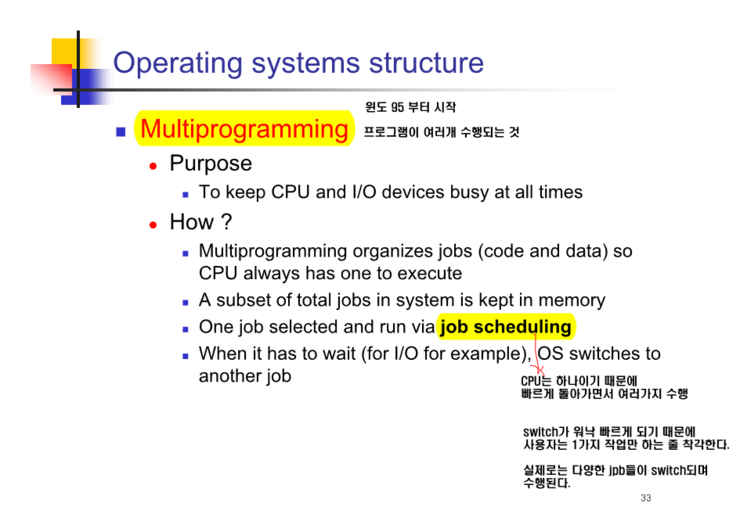 Operating systems structure
윈도 95 부터 시작
Multiprogramming
프로그램이 여러개 수행되는 것
Purpose
To keep CPU and I/O devices busy at all times
How ?
Multiprogramming organizes jobs (code and data) so
CPU always has one to execute
A subset of total jobs in system is kept in memory
One job selected and run via job scheduling
When it has to wait (for I/O for example), OS switches to
another job
CPU는 하나이기 때문에
빠르게 돌아가면서 여러가지 수행
switch가 워낙 빠르게 되기 때문에
사용자는 1가지 작업만 하는 줄 착각한다.
실제로는 다양한 jpb들이 switch되며
수행된다.
33